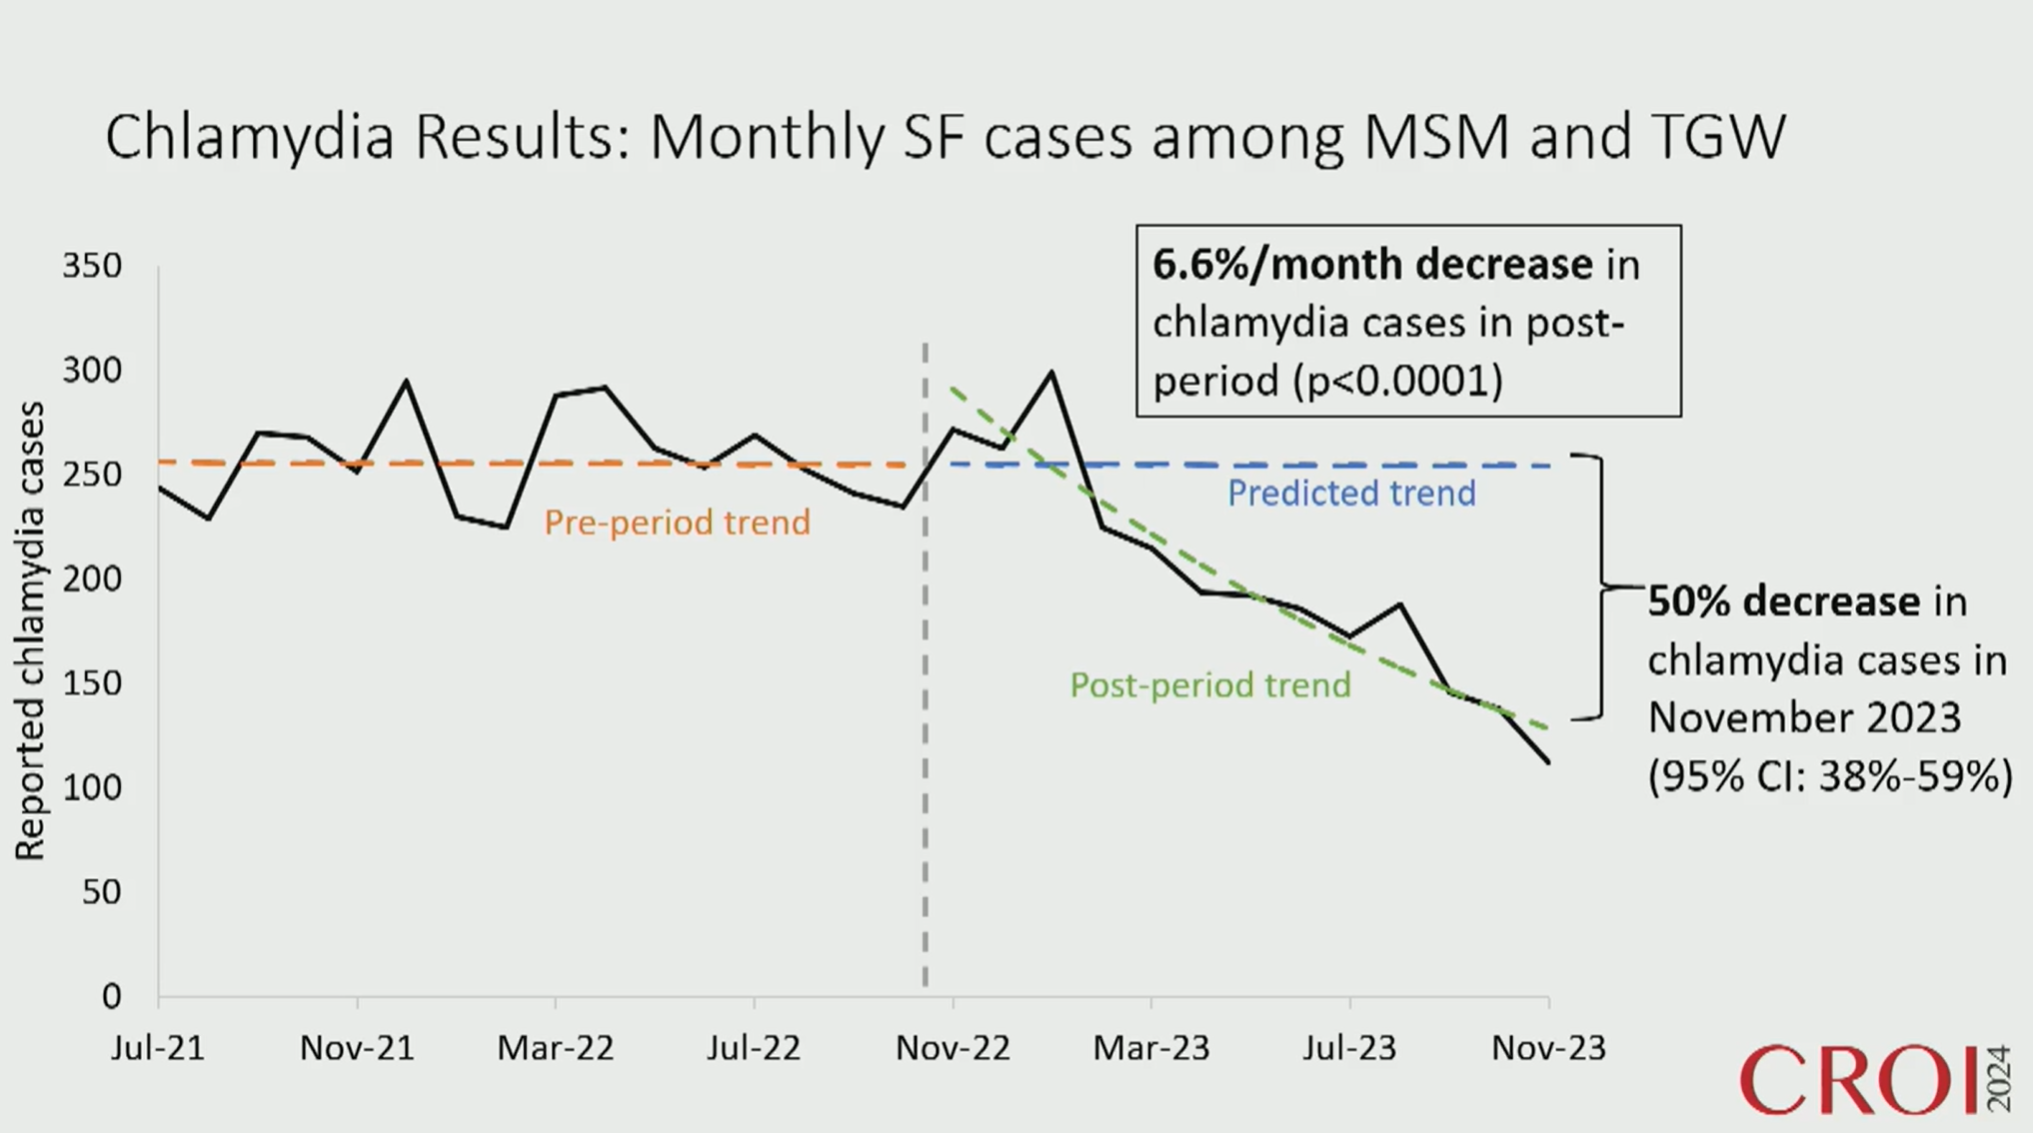 Chlamydia Results: Monthly SF cases among MSM and TGW
6.6%/month decrease in
chlamydia cases in post-
period (p<0.0001)
Reported chlamydia cases
350
300
250
200
150
100
50
0
Pre-period trend
Predicted trend
Post-period trend
50% decrease in
chlamydia cases in
November 2023
(95% CI: 38%-59%)
Jul-21 Nov-21 Mar-22 Jul-22 Nov-22 Mar-23 Jul-23 Nov-23
CROI 2024